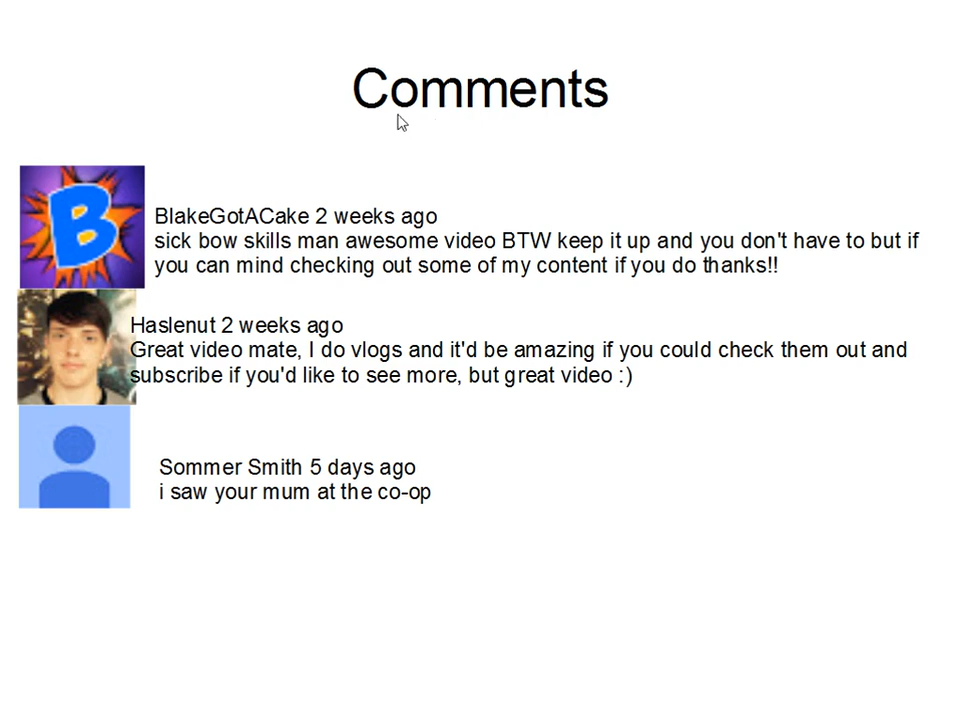 Comments
B
BlakeGotACake 2 weeks ago
sick bow skills man awesome video BTW keep it up and you don't have to but if
you can mind checking out some of my content if you do thanks!!
Haslenut 2 weeks ago
Great video mate, I do vlogs and it'd be amazing if you could check them out and
subscribe if you'd like to see more, but great video :)
Sommer Smith 5 days ago
i saw your mum at the co-op